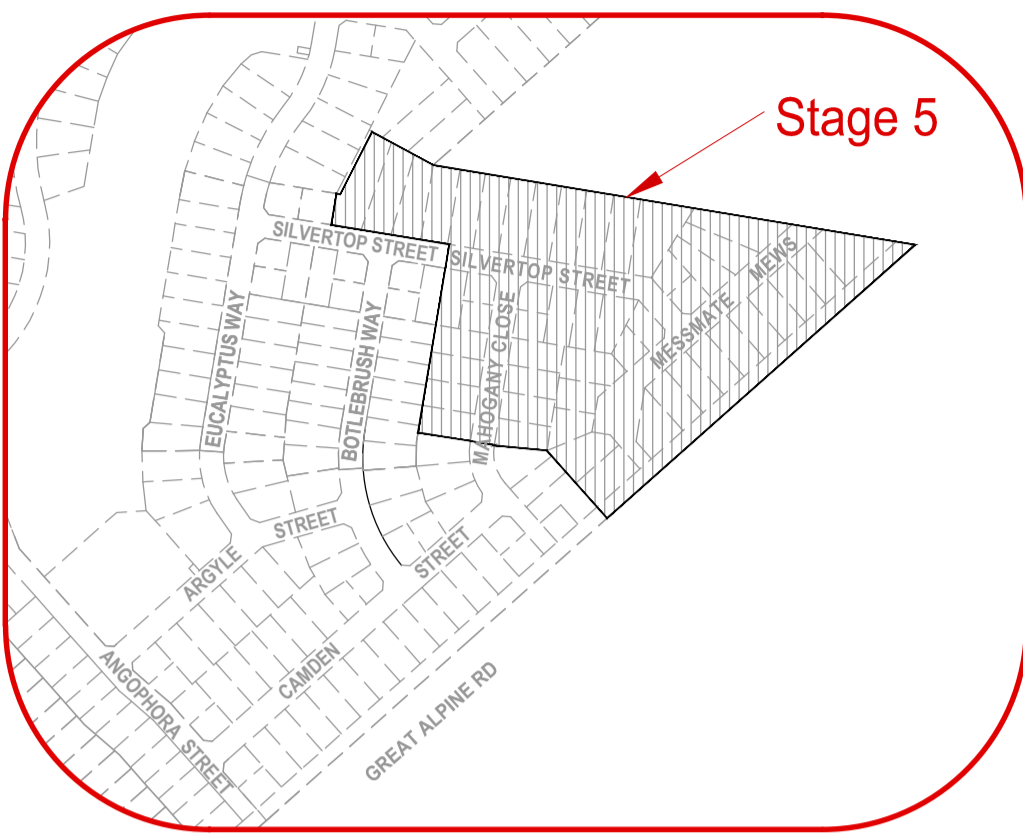 Stage 5
SILVERTOP STREET
SILVERTOP STREET
MEWS
MESSMATE
EUCALYPTUS WAY
BOTLEBRUSH WAY
MAHOGANY CLOSE
STREET
ARGYLE
STREET
CAMDEN
ANGOPHORA STREET
GREAT ALPINE RD